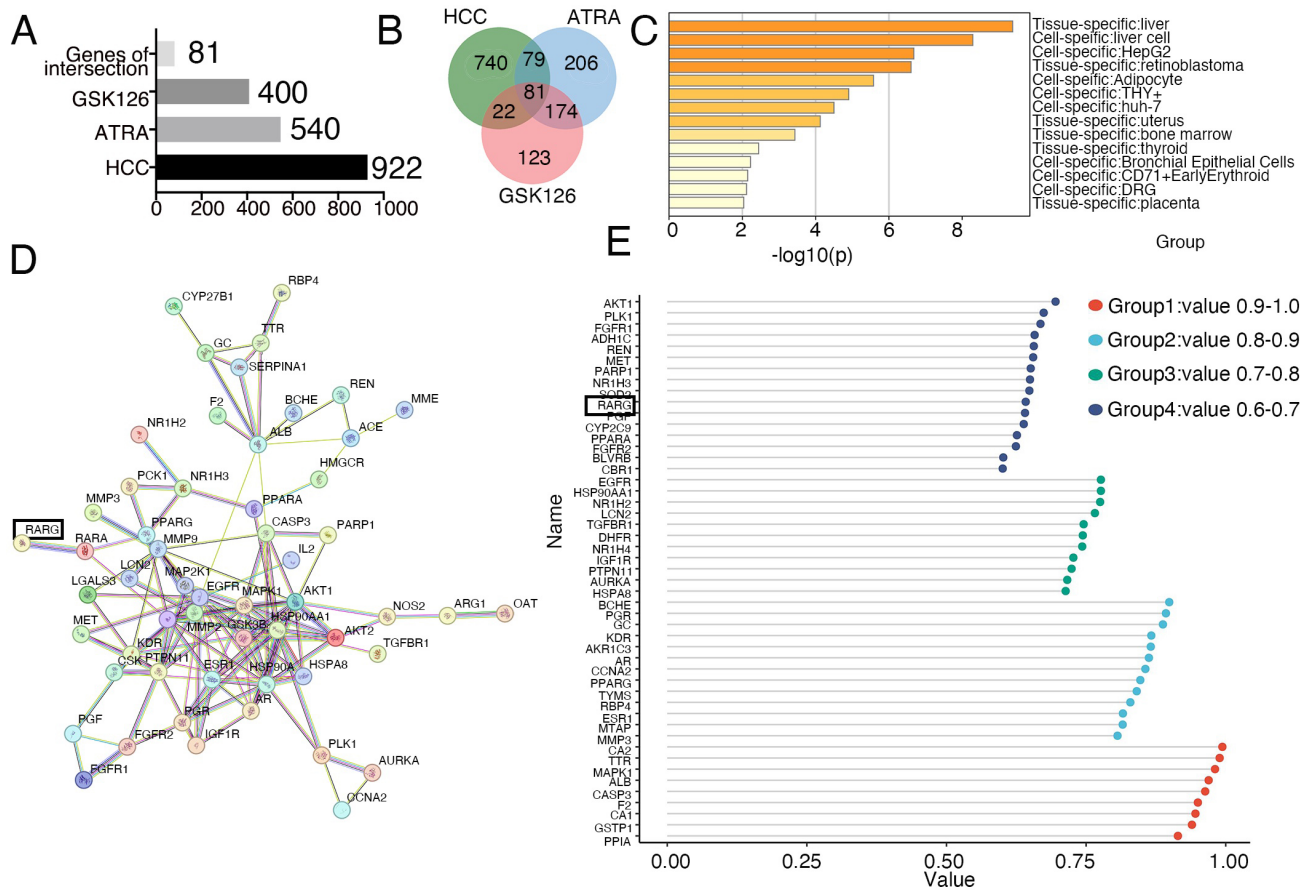 A
Genes of
intersection
81
GSK126
400
ATRA
540
HCC
922
0 200 400 600 800 1000
B
HCC
ATRA
740
79
206
81
22
174
123
GSK126
C
Tissue-specific:liver
Cell-speific:liver cell
Cell-specific:HepG2
Tissue-specific:retinoblastoma
Cell-speific:Adipocyte
Cell-specific:THY+
Cell-specific:huh-7
Tissue-specific:uterus
Tissue-specific:bone marrow
Tissue-specific:thyroid
Cell-specific:Bronchial Epithelial Cells
Cell-specific:CD71+EarlyErythroid
Cell-specific:DRG
Tissue-specific:placenta
0 2 4 6 8
-log10(p)
D
RBP4
CYP27B1
TTR
GC
SERPINA1
REN
F2
BCHE
MME
ALB
ACE
NR1H2
HMGCR
PCK1
NR1H3
PPARA
MMP3
RARG
PPARG
CASP3
PARP1
RARA
MMP9
IL2
LCN2
MAP2K1
LGALS3
EGFR
MAPK1
AKT1
NOS2
ARG1
OAT
MET
MMP2
GSK3B
HSP90AA1
AKT2
KDR
TGFBR1
CSK
PTPN11
ESR1
HSP90A
HSPA8
AR
PGF
PGR
FGFR2
IGF1R
PLK1
FGFR1
AURKA
CCNA2
E
Group
Group1:value 0.9-1.0
Group2:value 0.8-0.9
Group3:value 0.7-0.8
Group4:value 0.6-0.7
Name
AKT1
PLK1
FGFR1
ADH1C
REN
MET
PARP1
NR1H3
SOD2
RARG
PGF
CYP2C9
PPARA
FGFR2
BLVRB
CBR1
EGFR
HSP90AA1
NR1H2
LCN2
TGFBR1
DHFR
NR1H4
IGF1R
PTPN11
AURKA
HSPA8
BCHE
PGR
GC
KDR
AKR1C3
AR
CCNA2
PPARG
TYMS
RBP4
ESR1
MTAP
MMP3
CA2
TTR
MAPK1
ALB
CASP3
F2
CA1
GSTP1
PPIA
0.00 0.25 0.50 0.75 1.00
Value